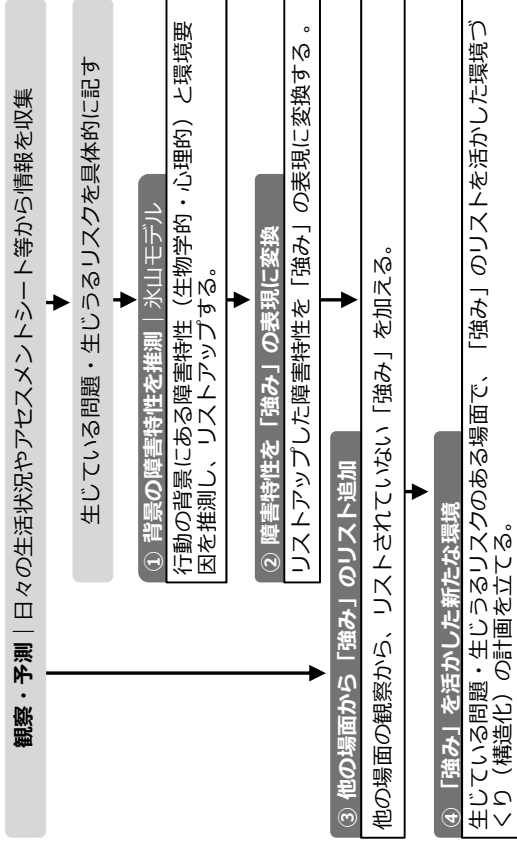 観察・予測｜日々の生活状況やアセスメントシート等から情報を収集
生じている問題・生じうるリスクを具体的に記す
① 背景の障害特性を推測｜氷山モデル
行動の背景にある障害特性（生物学的・心理的）と環境要
因を推測し、リストアップする。
② 障害特性を「強み」の表現に変換
リストアップした障害特性を「強み」の表現に変換する 。
③ 他の場面から「強み」のリスト追加
他の場面の観察から、リストされていない「強み」を加える。
④ 「強み」を活かした新たな環境
生じている問題・生じうるリスクのある場面で、「強み」のリストを活かした環境づ
くり（構造化）の計画を立てる。